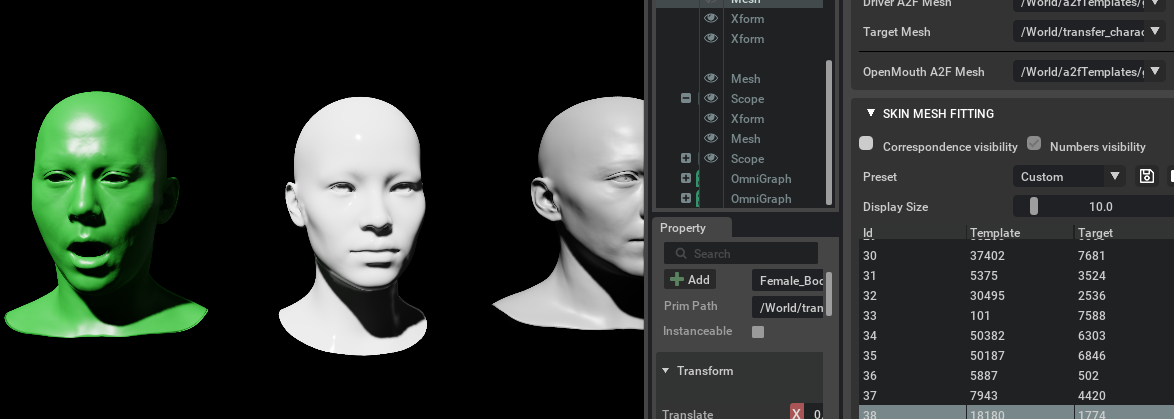 Mesh
Xform
Xform
Mesh
Scope
Xform
Mesh
Scope
OmniGraph
OmniGraph
Property
Search
Add
Female_Boc
Prim Path
/World/tran
Instanceable
Transform
Translate X 0.
Driver A2F Mesh /World/a2fTemplates/
Target Mesh /World/transfer_charac
OpenMouth A2F Mesh /World/a2fTemplates/
SKIN MESH FITTING
Correspondence visibility Numbers visibility
Preset Custom
Display Size 10.0
Id Template Target
30 37402 7681
31 5375 3524
32 30495 2536
33 101 7588
34 50382 6303
35 50187 6846
36 5887 502
37 7943 4420
38 18180 1774